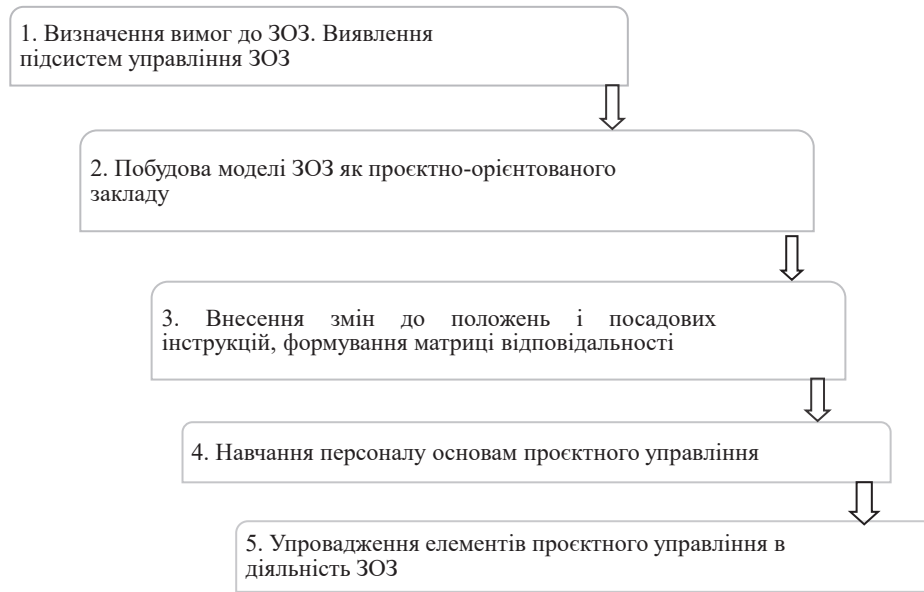 1. Визначення вимог до ЗОЗ. Виявлення
підсистем управління ЗОЗ
2. Побудова моделі ЗОЗ як проєктно-орієнтованого
закладу
3. Внесення змін до положень і посадових
інструкцій, формування матриці відповідальності
4. Навчання персоналу основам проєктного управління
5. Упровадження елементів проєктного управління в
діяльність ЗОЗ